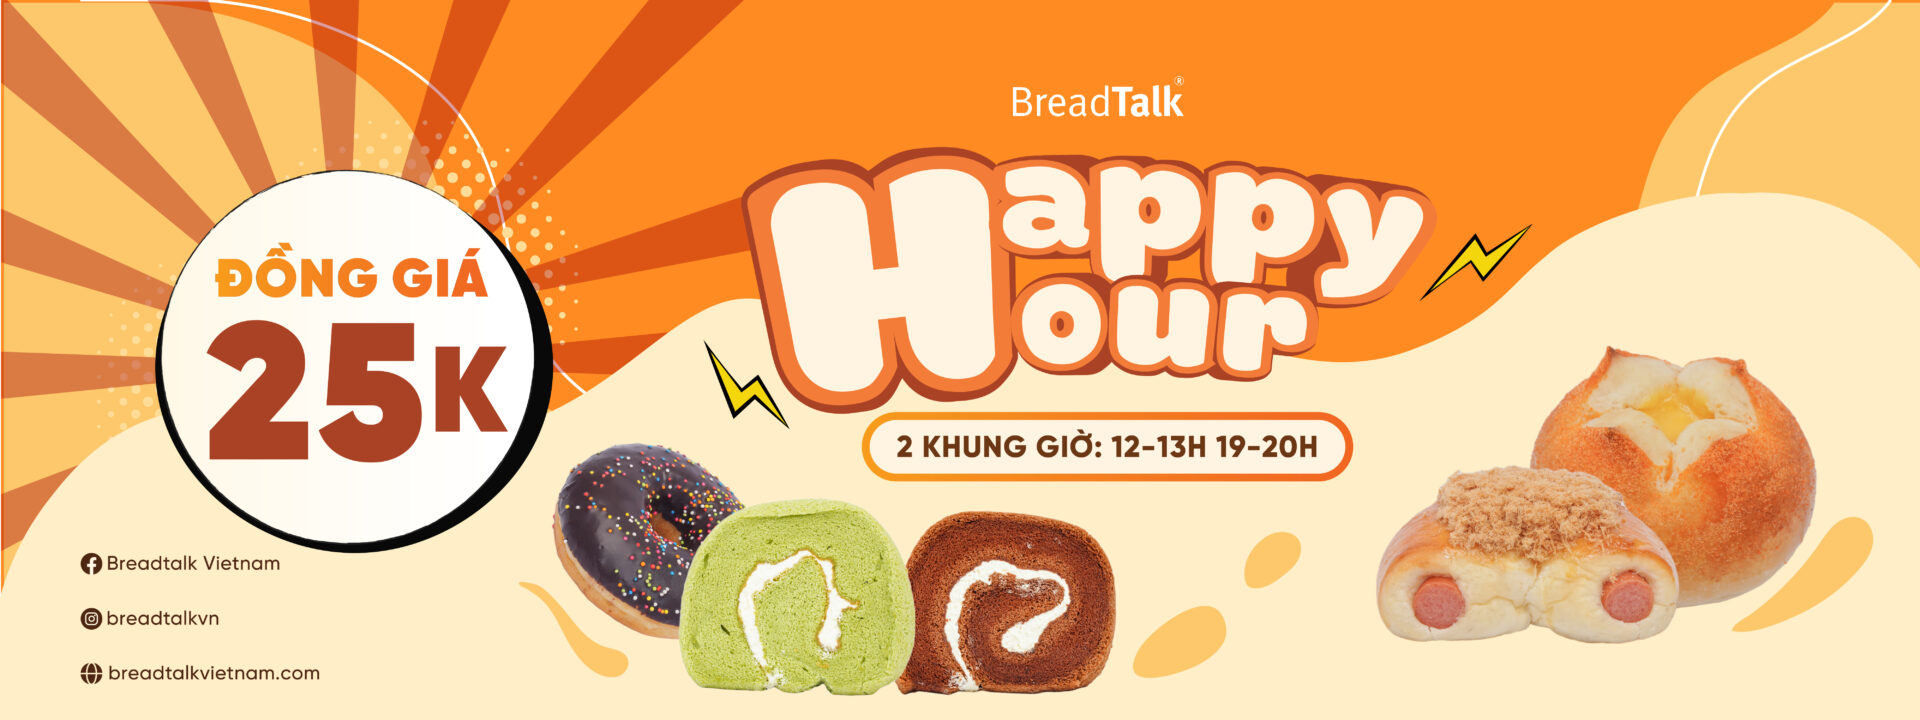 BreadTalk®
Happy
Hour
ĐỒNG GIÁ
25K
2 KHUNG GIỜ: 12-13H 19-20H
Breadtalk Vietnam
breadtalkvn
breadtalkvietnam.com